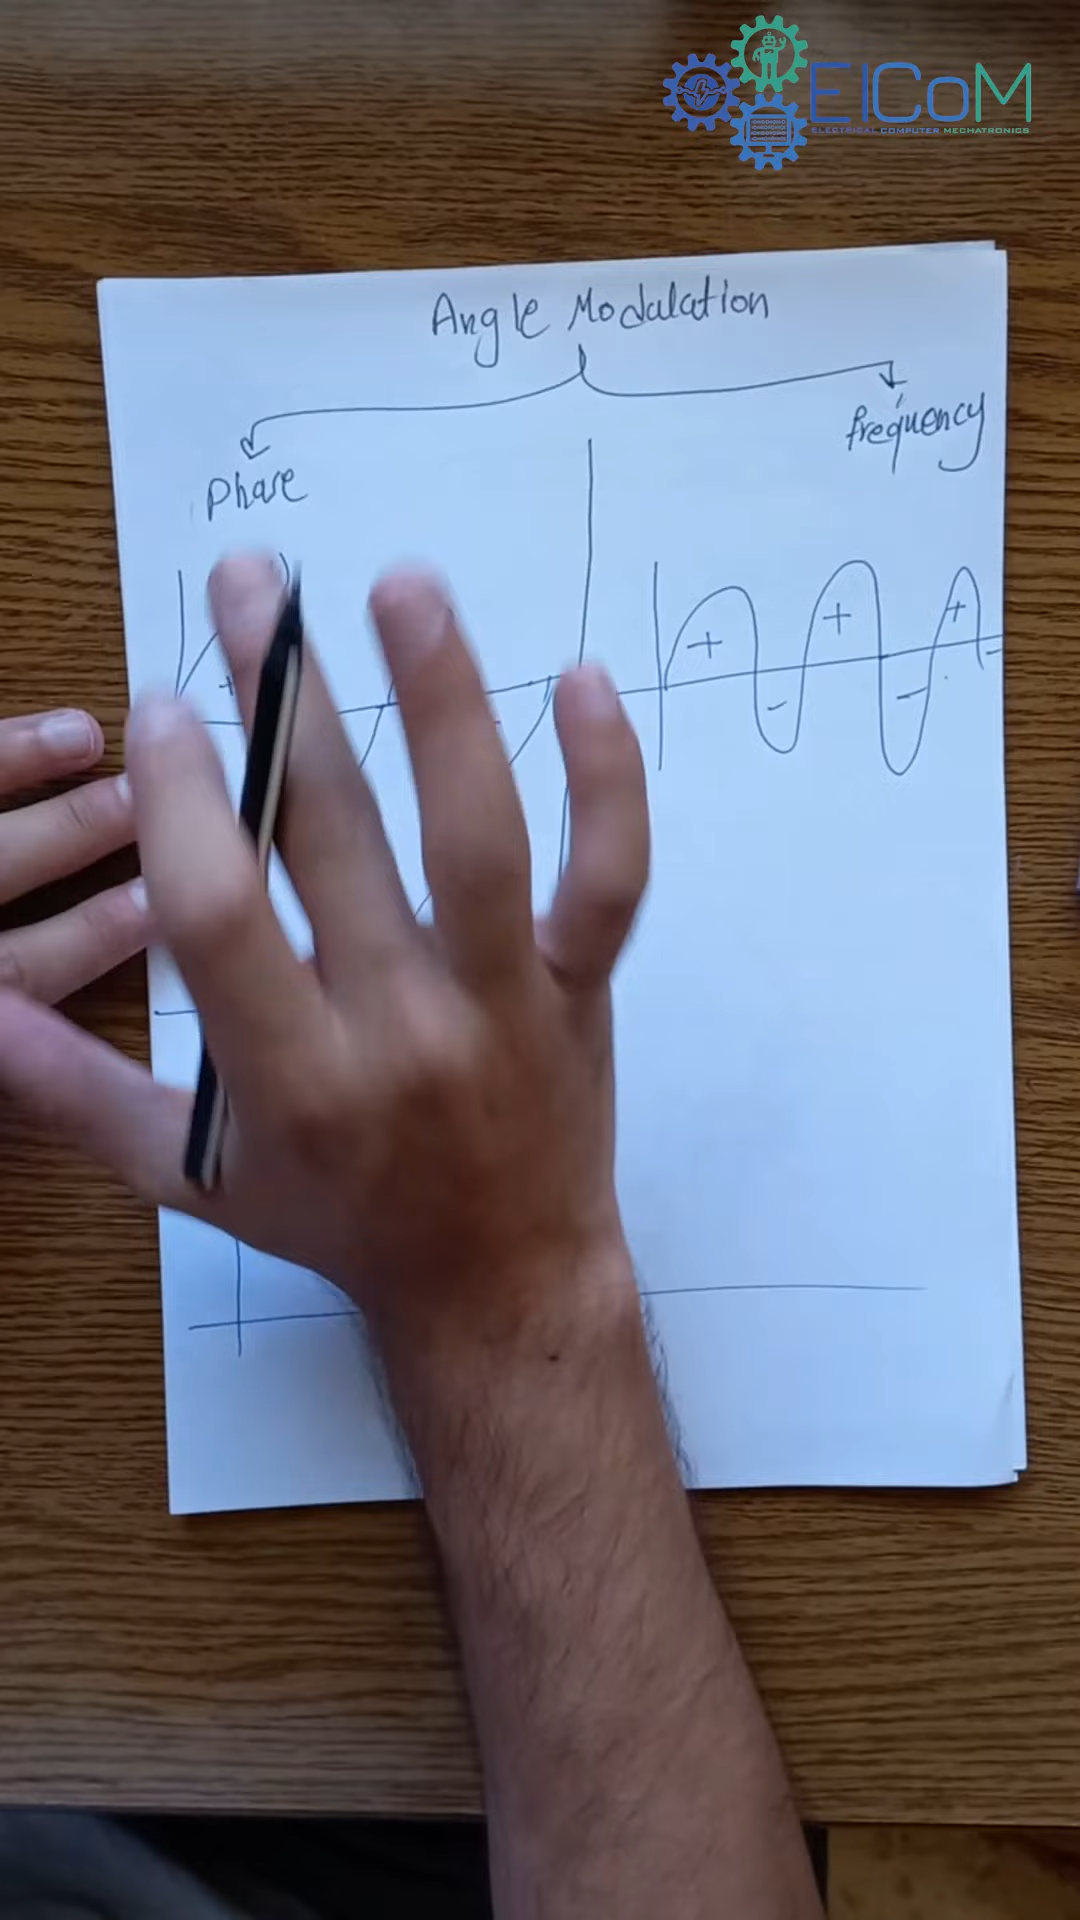 EICoM
ELECTRICAL COMPUTER MECHATRONICS
Angle Modulation
frequency
Phase
+ + +
+
- - -